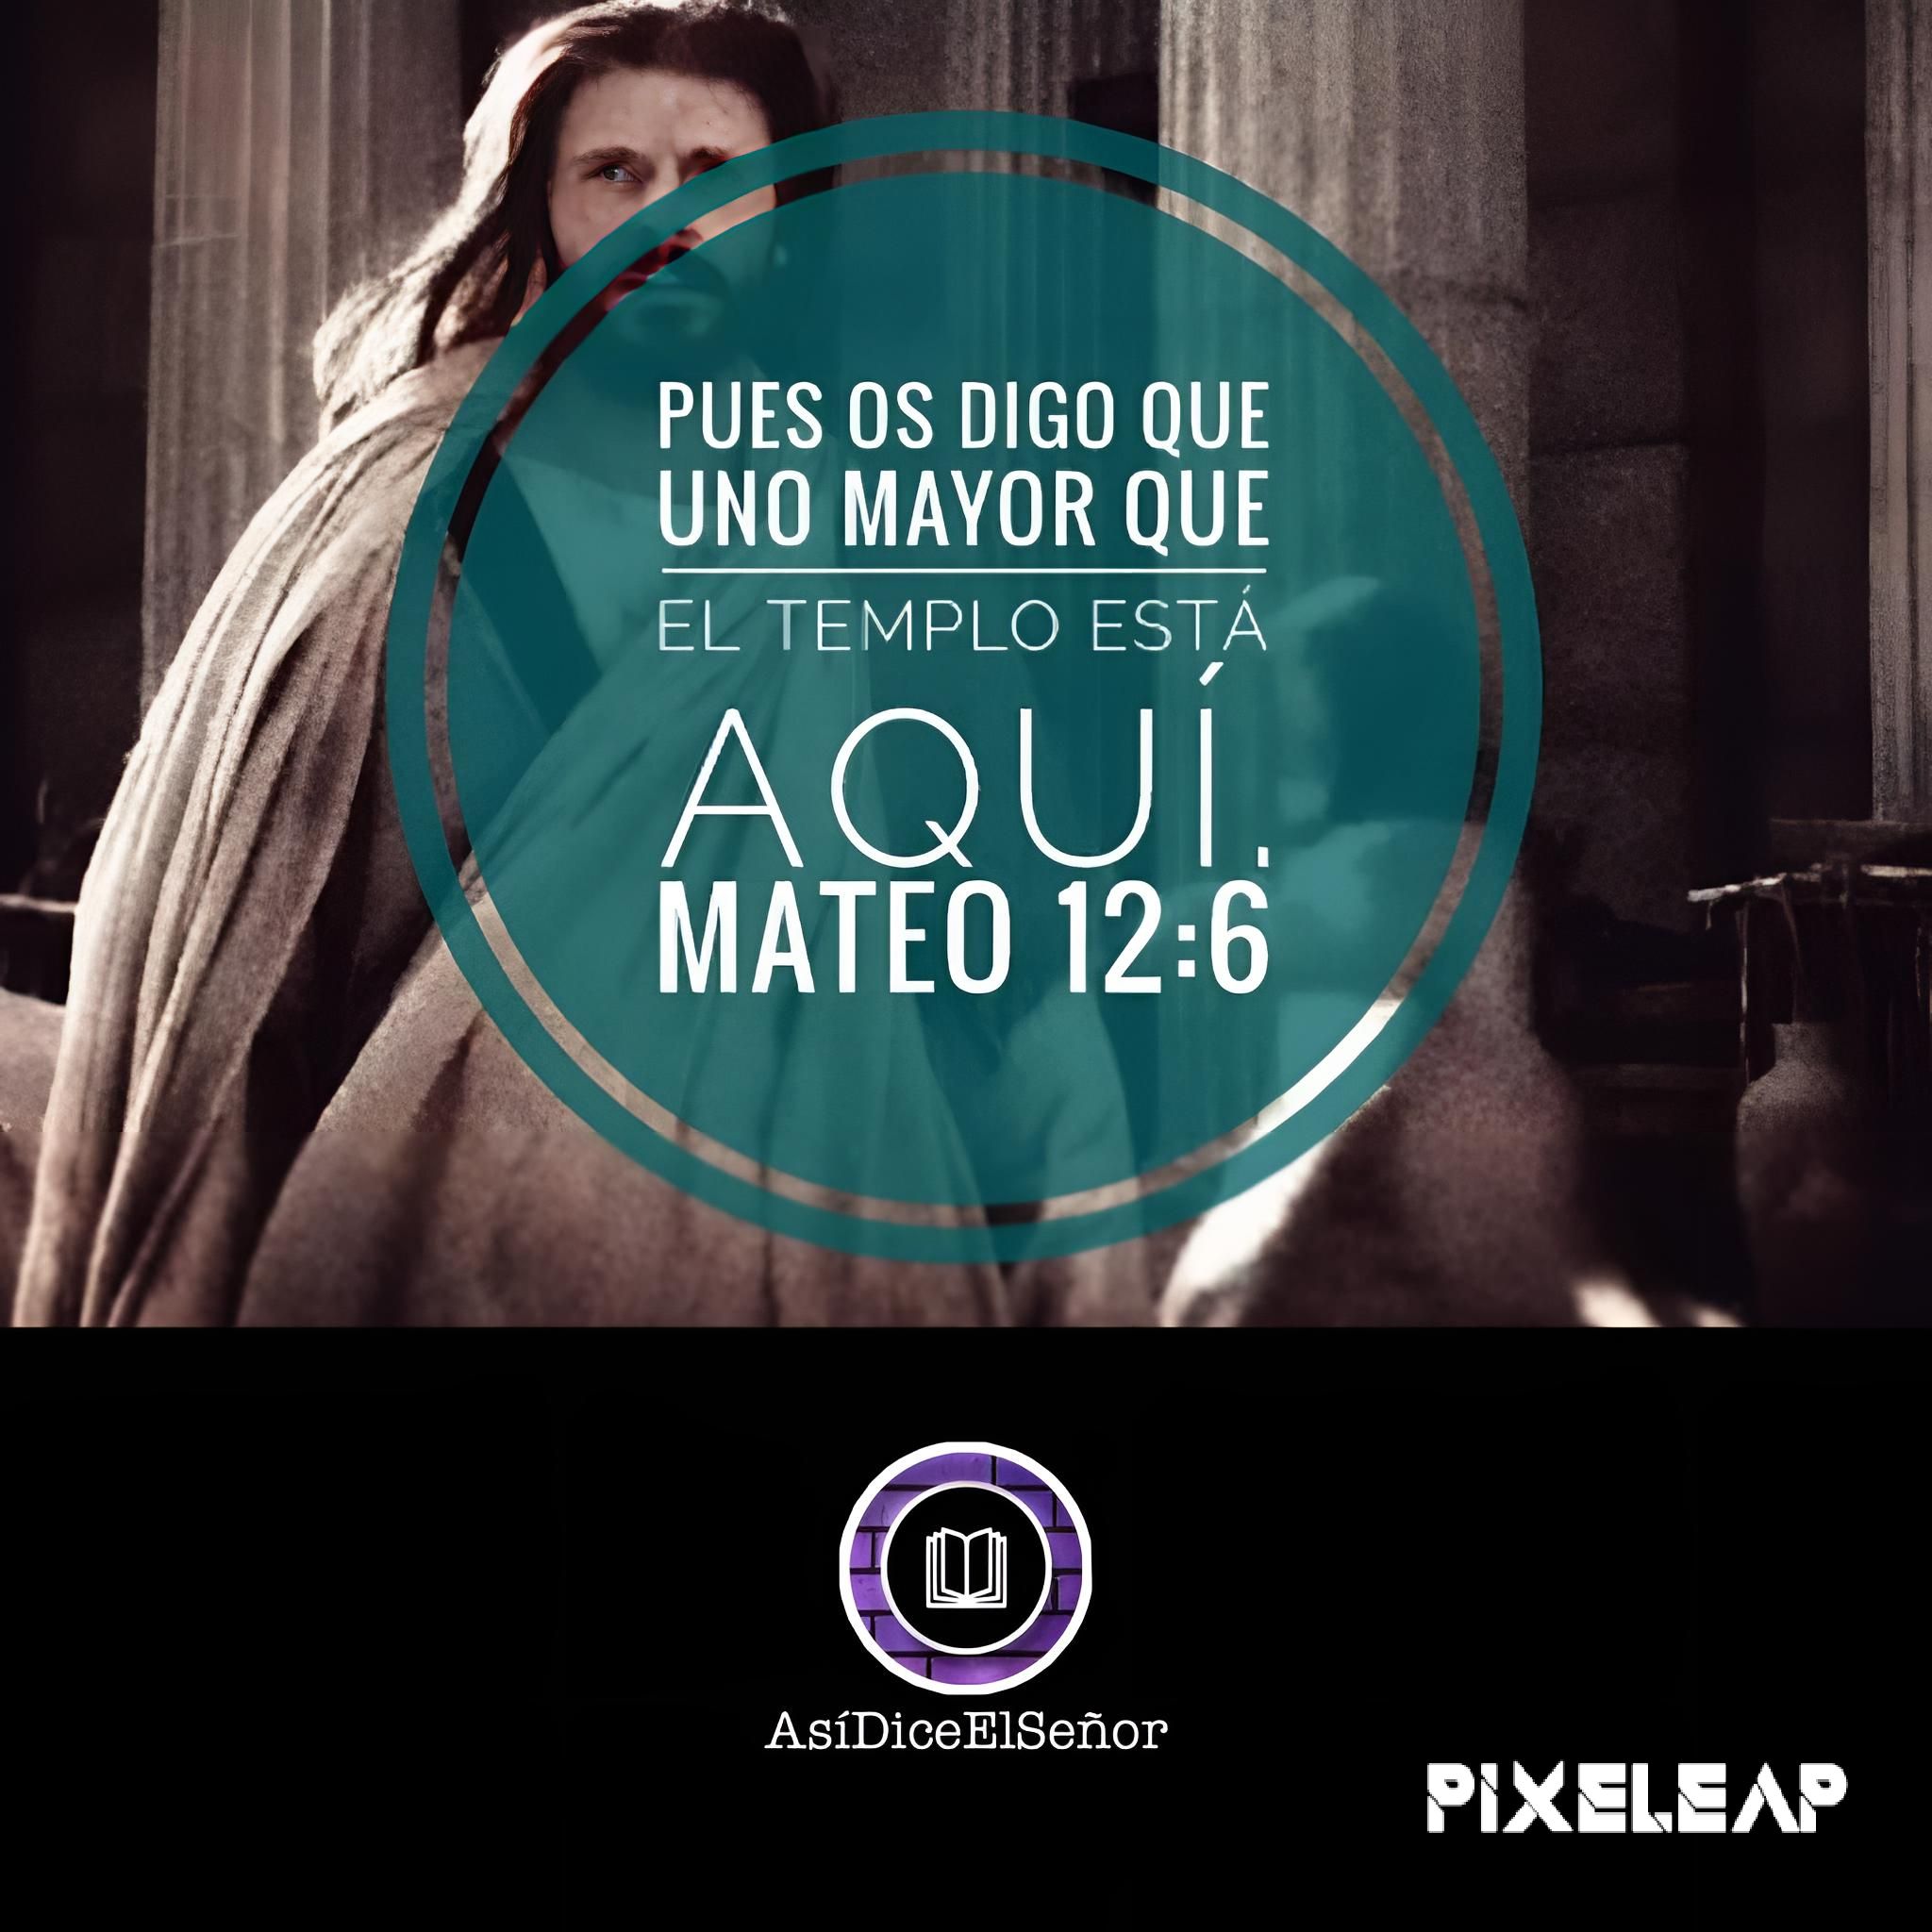 PUES OS DIGO QUE
UNO MAYOR QUE
EL TEMPLO ESTÁ
AQUÍ.
MATEO 12:6
AsíDiceElSeñor
PIXELEAP